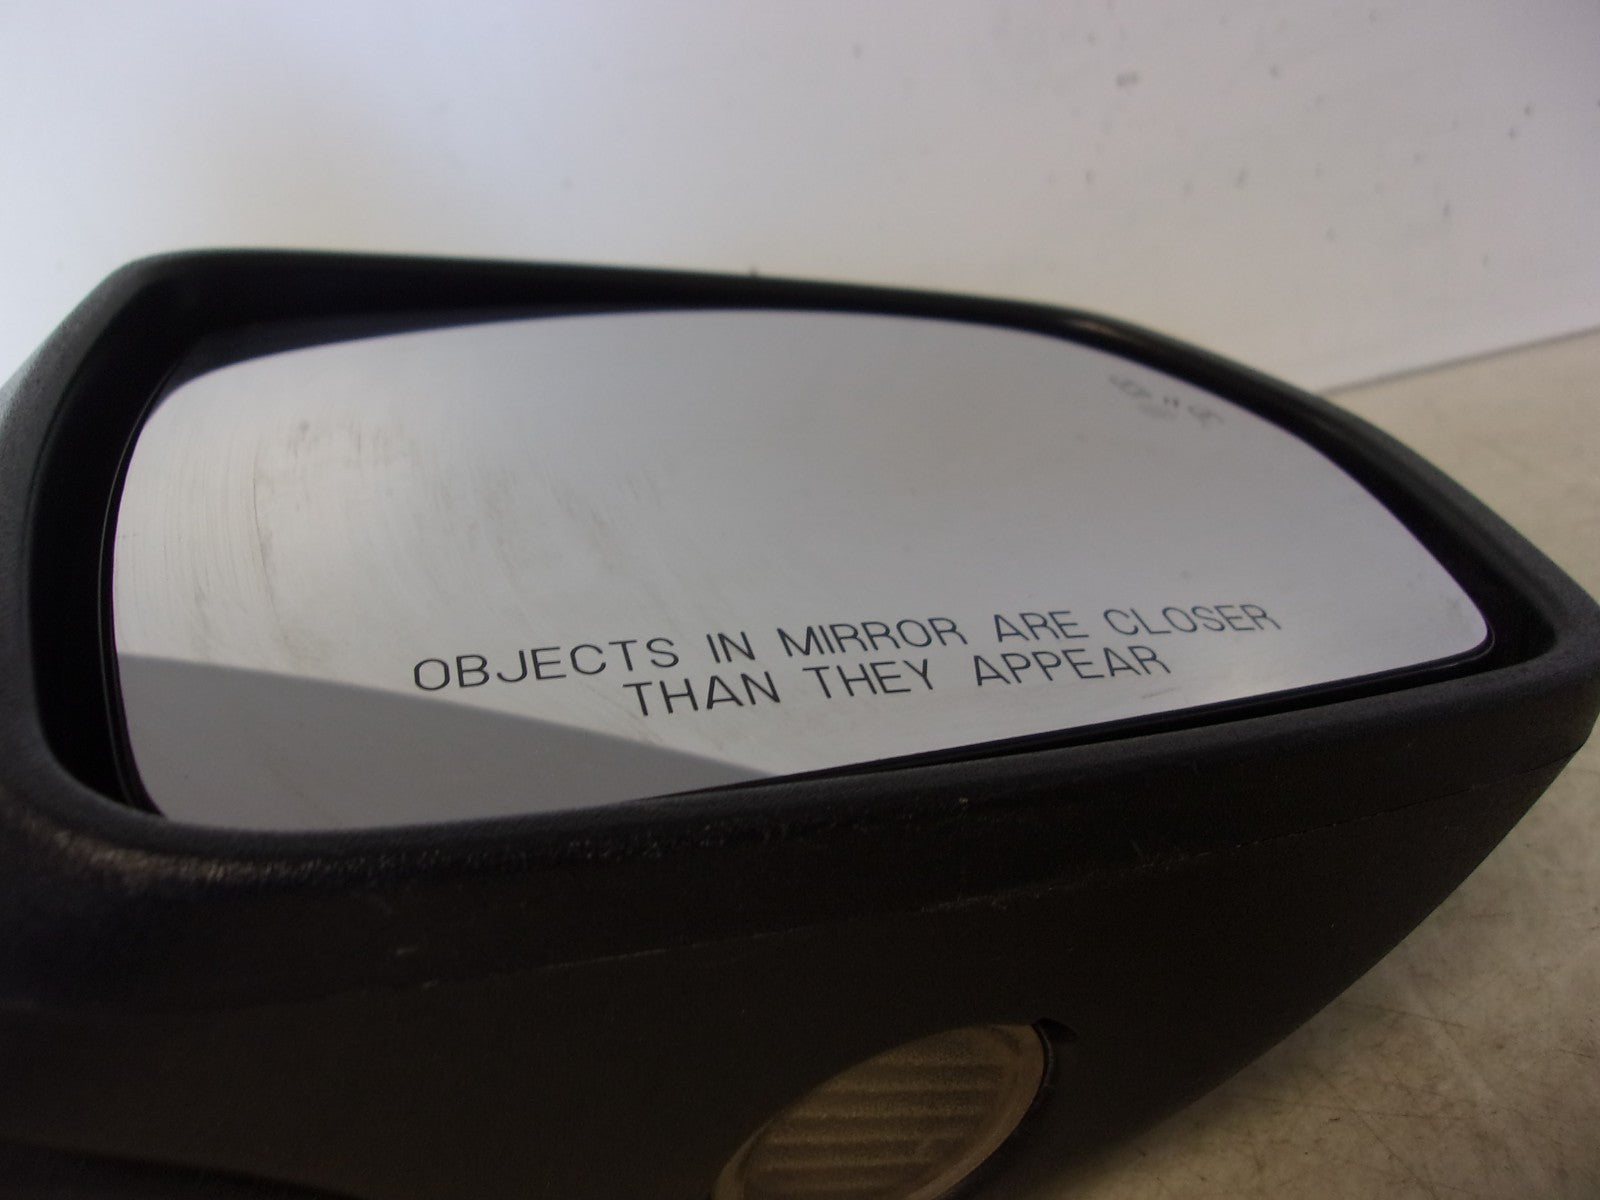 OBJECTS IN MIRROR ARE CLOSER
THAN THEY APPEAR